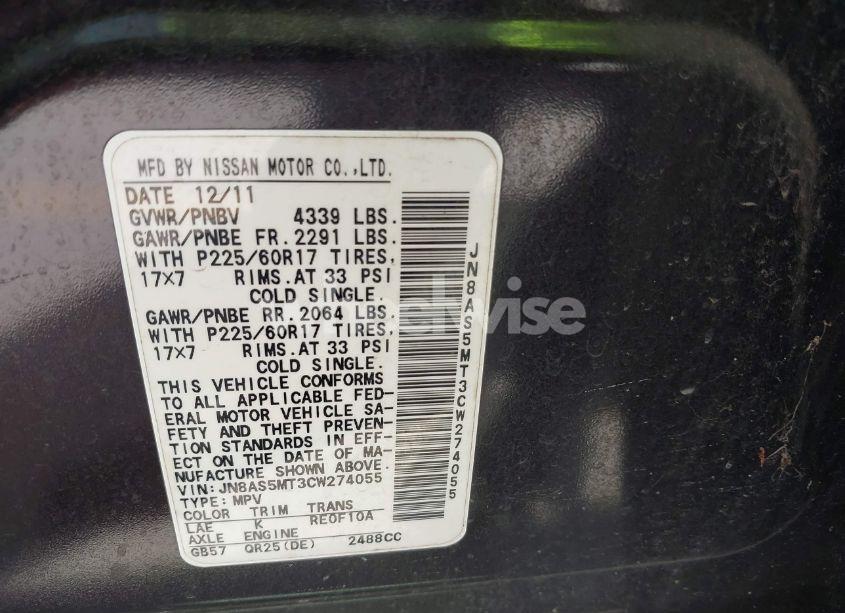 MFD BY NISSAN MOTOR CO.,LTD.
DATE 12/11
GVWR/PNBV 4339 LBS.
GAWR/PNBE FR.2291 LBS.
WITH P225/60R17 TIRES,
17×7 RIMS.AT 33 PSI
COLD SINGLE.
GAWR/PNBE RR.2064 LBS.
WITH P225/60R17 TIRES,
17×7 RIMS.AT 33 PSI
COLD SINGLE.
THIS VEHICLE CONFORMS
TO ALL APPLICABLE FED-
ERAL MOTOR VEHICLE SA-
FETY AND THEFT PREVEN-
TION STANDARDS IN EFF-
ECT ON THE DATE OF MA-
NUFACTURE SHOWN ABOVE.
VIN:JN8AS5MT3CW274055
TYPE:MPV
COLOR TRIM TRANS
LAE K RE0F10A
AXLE ENGINE
GB57 QR25(DE) 2488CC
JN8AS5MT3CW274055